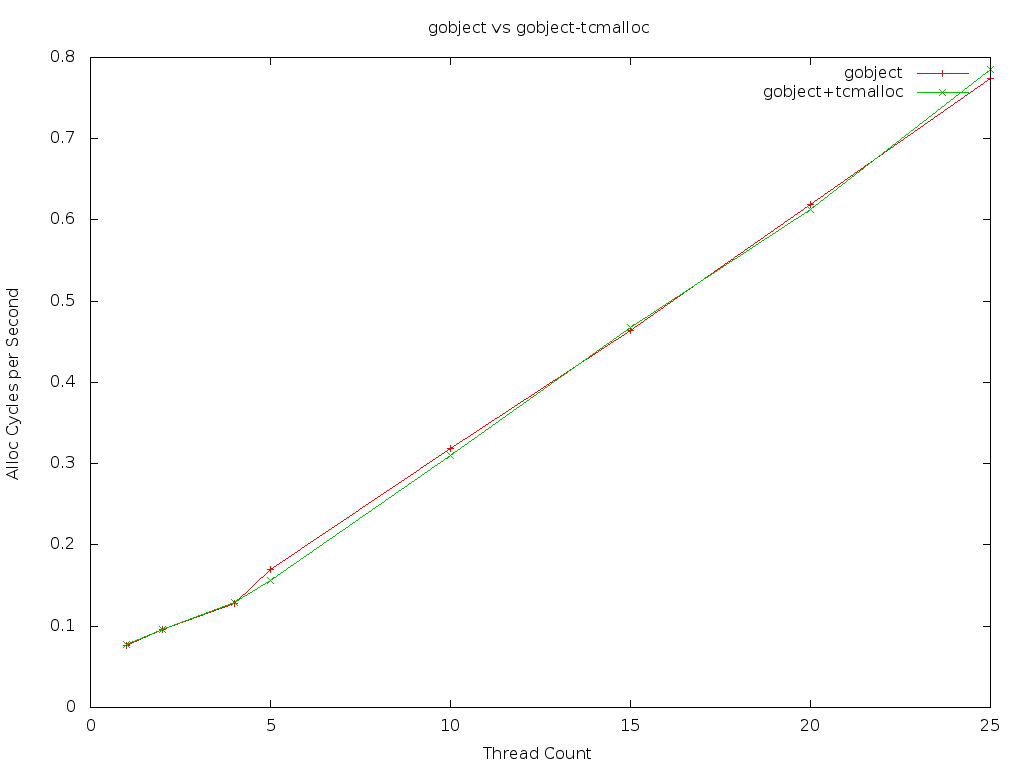 gobject vs gobject-tcmalloc
gobject
gobject+tcmalloc
0.8
0.7
0.6
0.5
0.4
0.3
0.2
0.1
0
Alloc Cycles per Second
0 5 10 15 20 25
Thread Count